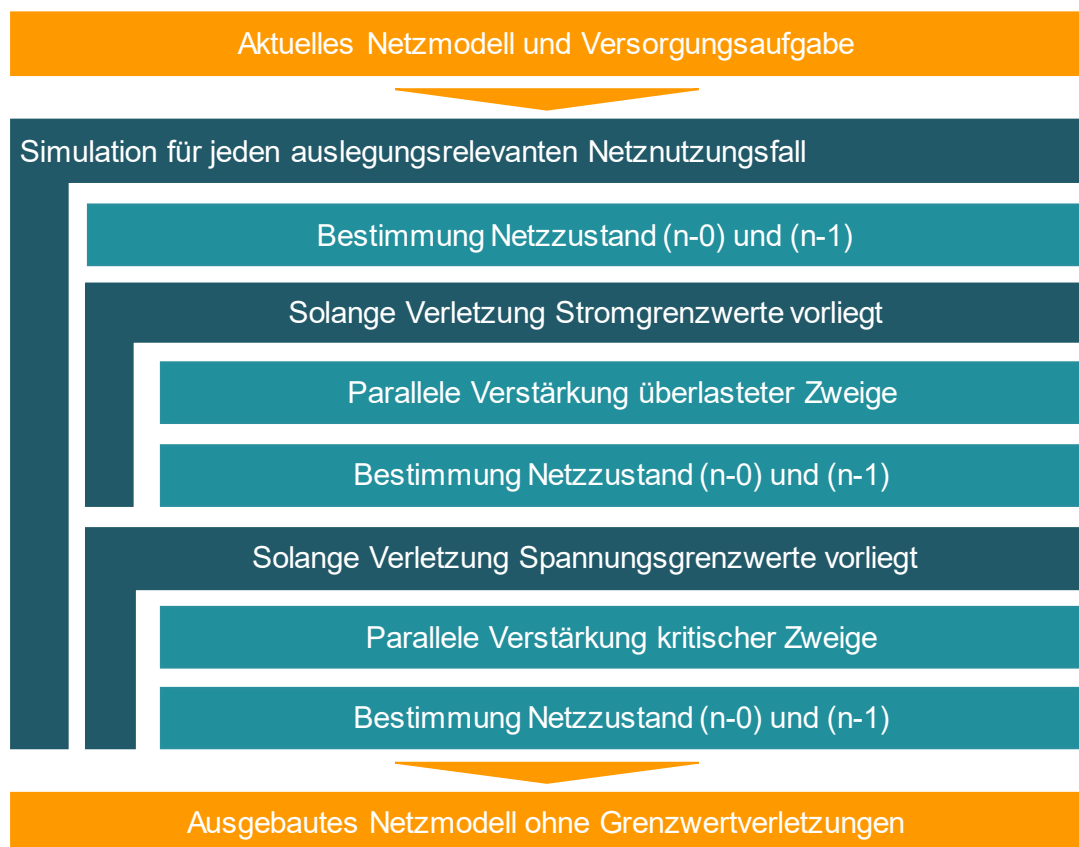 Aktuelles Netzmodell und Versorgungsaufgabe
Simulation für jeden auslegungsrelevanten Netznutzungsfall
Bestimmung Netzzustand (n-0) und (n-1)
Solange Verletzung Stromgrenzwerte vorliegt
Parallele Verstärkung überlasteter Zweige
Bestimmung Netzzustand (n-0) und (n-1)
Solange Verletzung Spannungsgrenzwerte vorliegt
Parallele Verstärkung kritischer Zweige
Bestimmung Netzzustand (n-0) und (n-1)
Ausgebautes Netzmodell ohne Grenzwertverletzungen